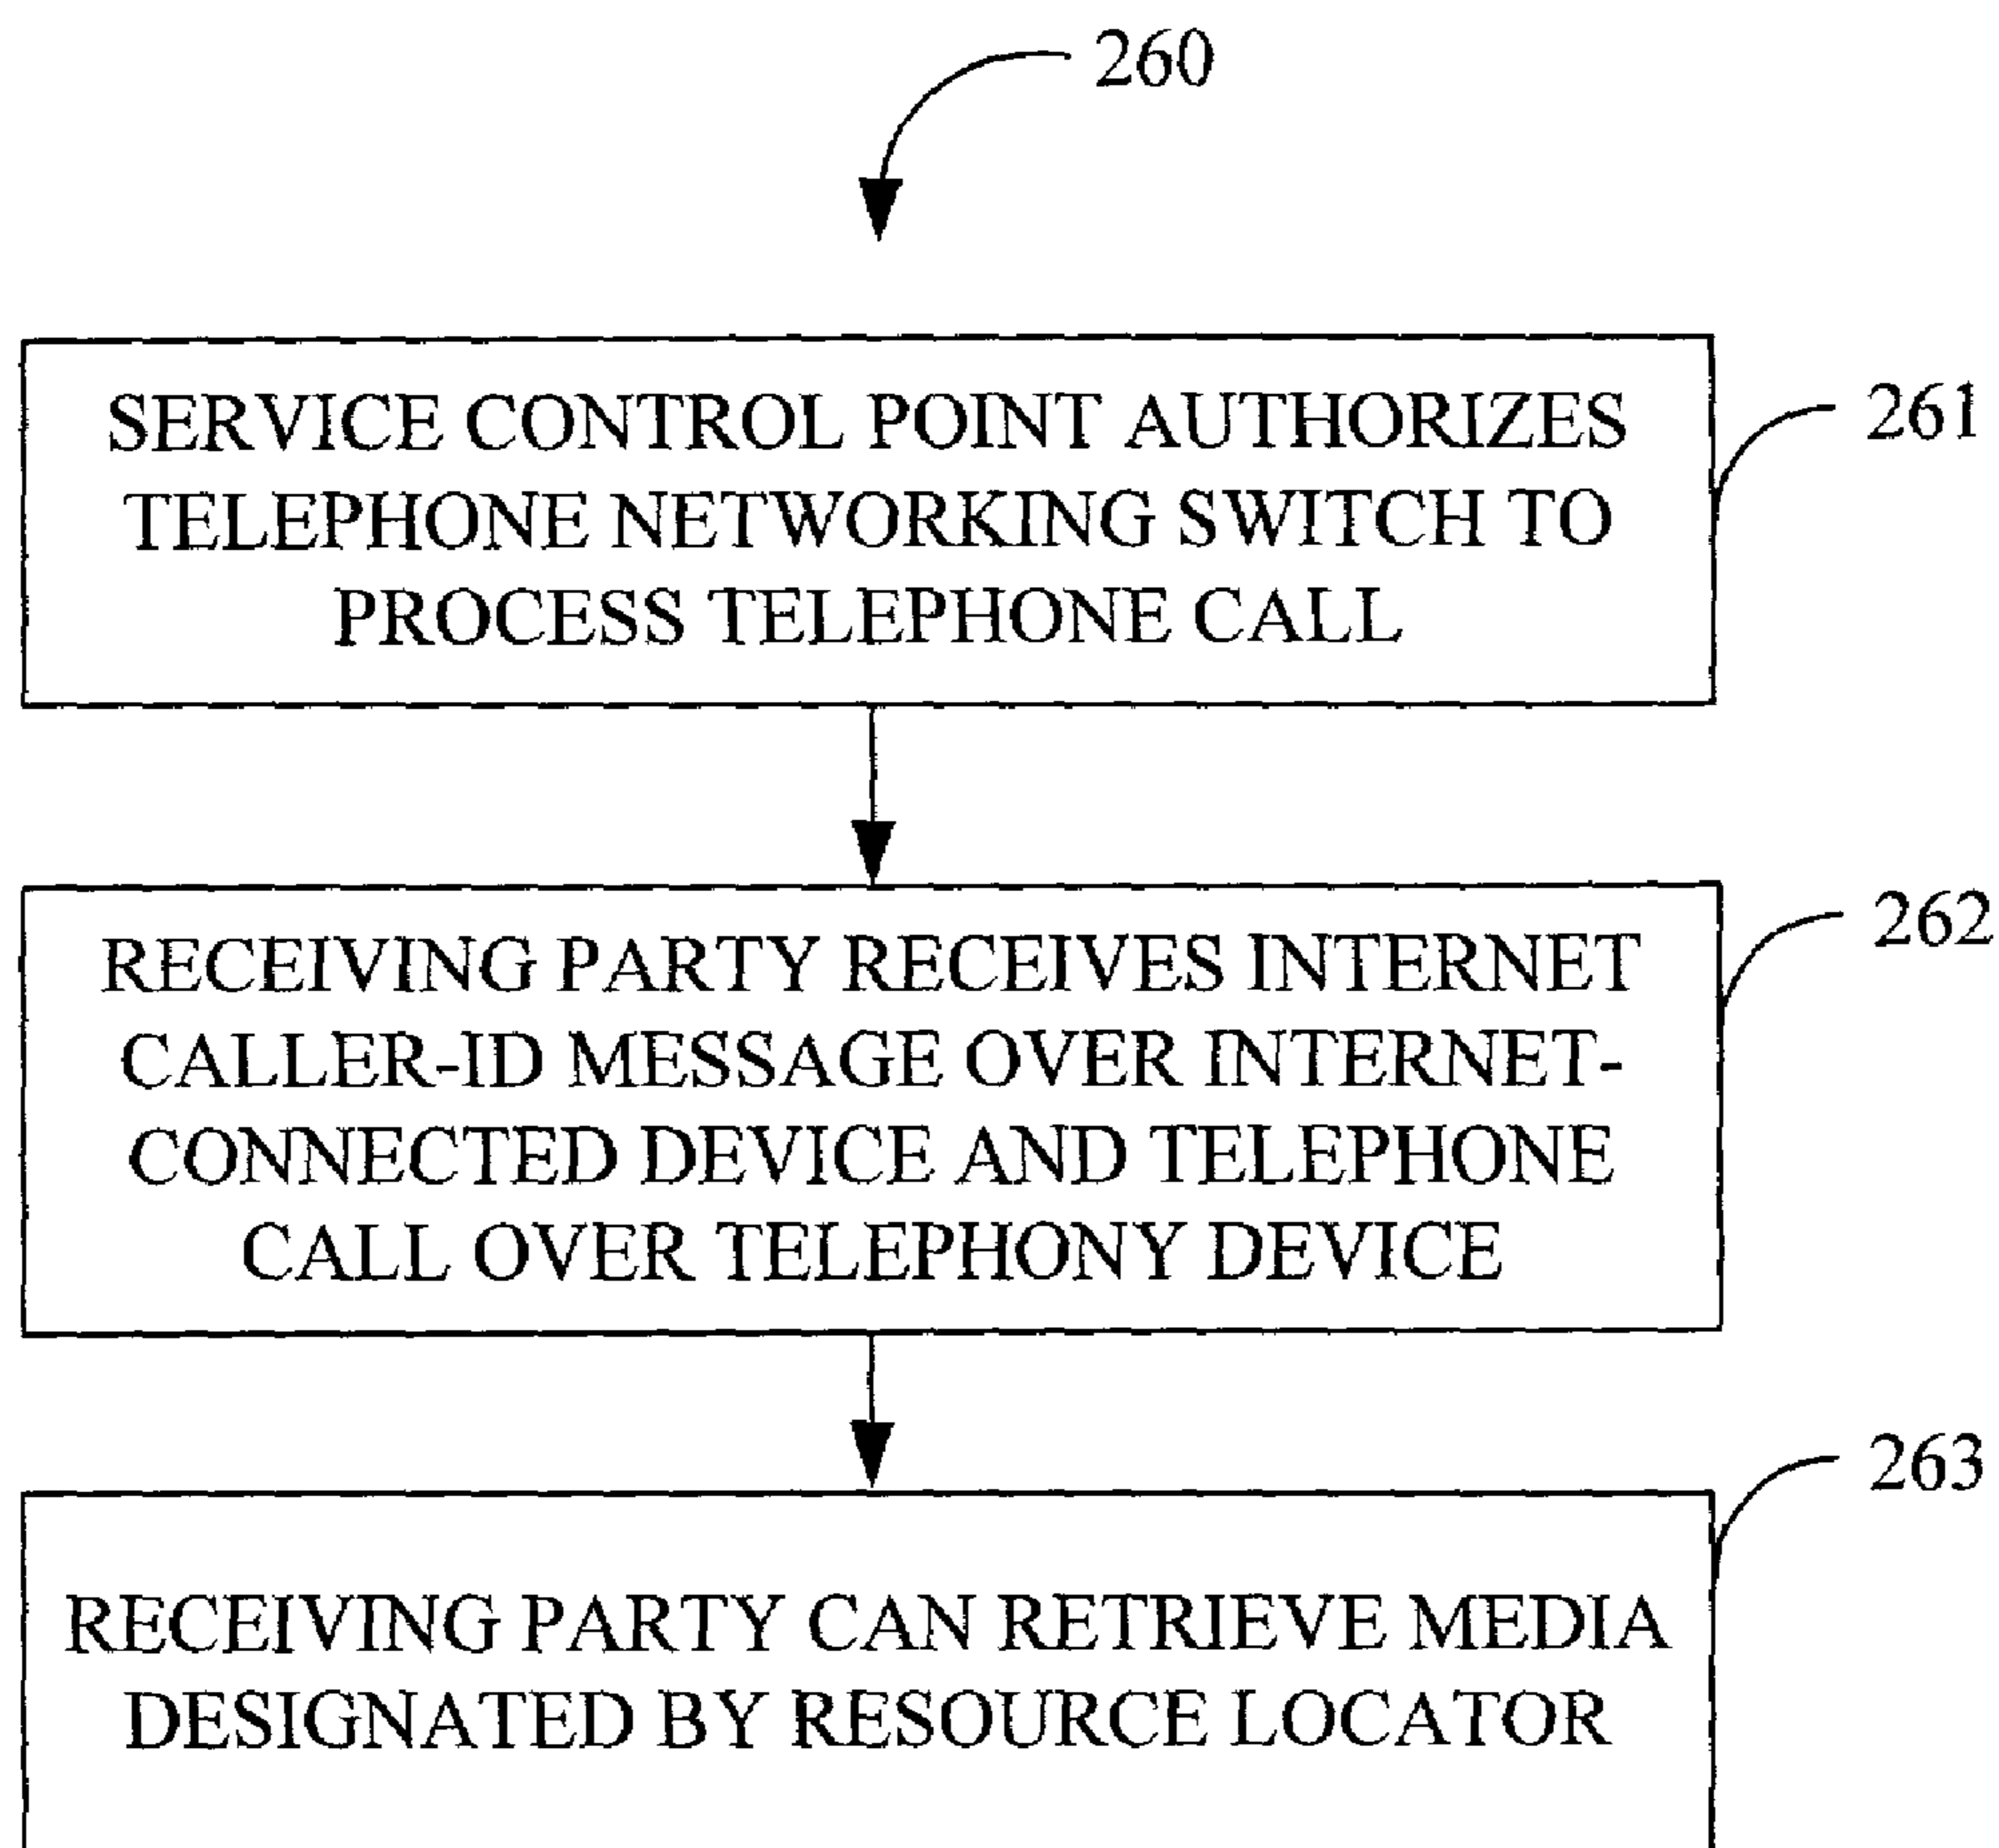 260
SERVICE CONTROL POINT AUTHORIZES
TELEPHONE NETWORKING SWITCH TO
PROCESS TELEPHONE CALL
261
RECEIVING PARTY RECEIVES INTERNET
CALLER-ID MESSAGE OVER INTERNET-
CONNECTED DEVICE AND TELEPHONE
CALL OVER TELEPHONY DEVICE
262
RECEIVING PARTY CAN RETRIEVE MEDIA
DESIGNATED BY RESOURCE LOCATOR
263